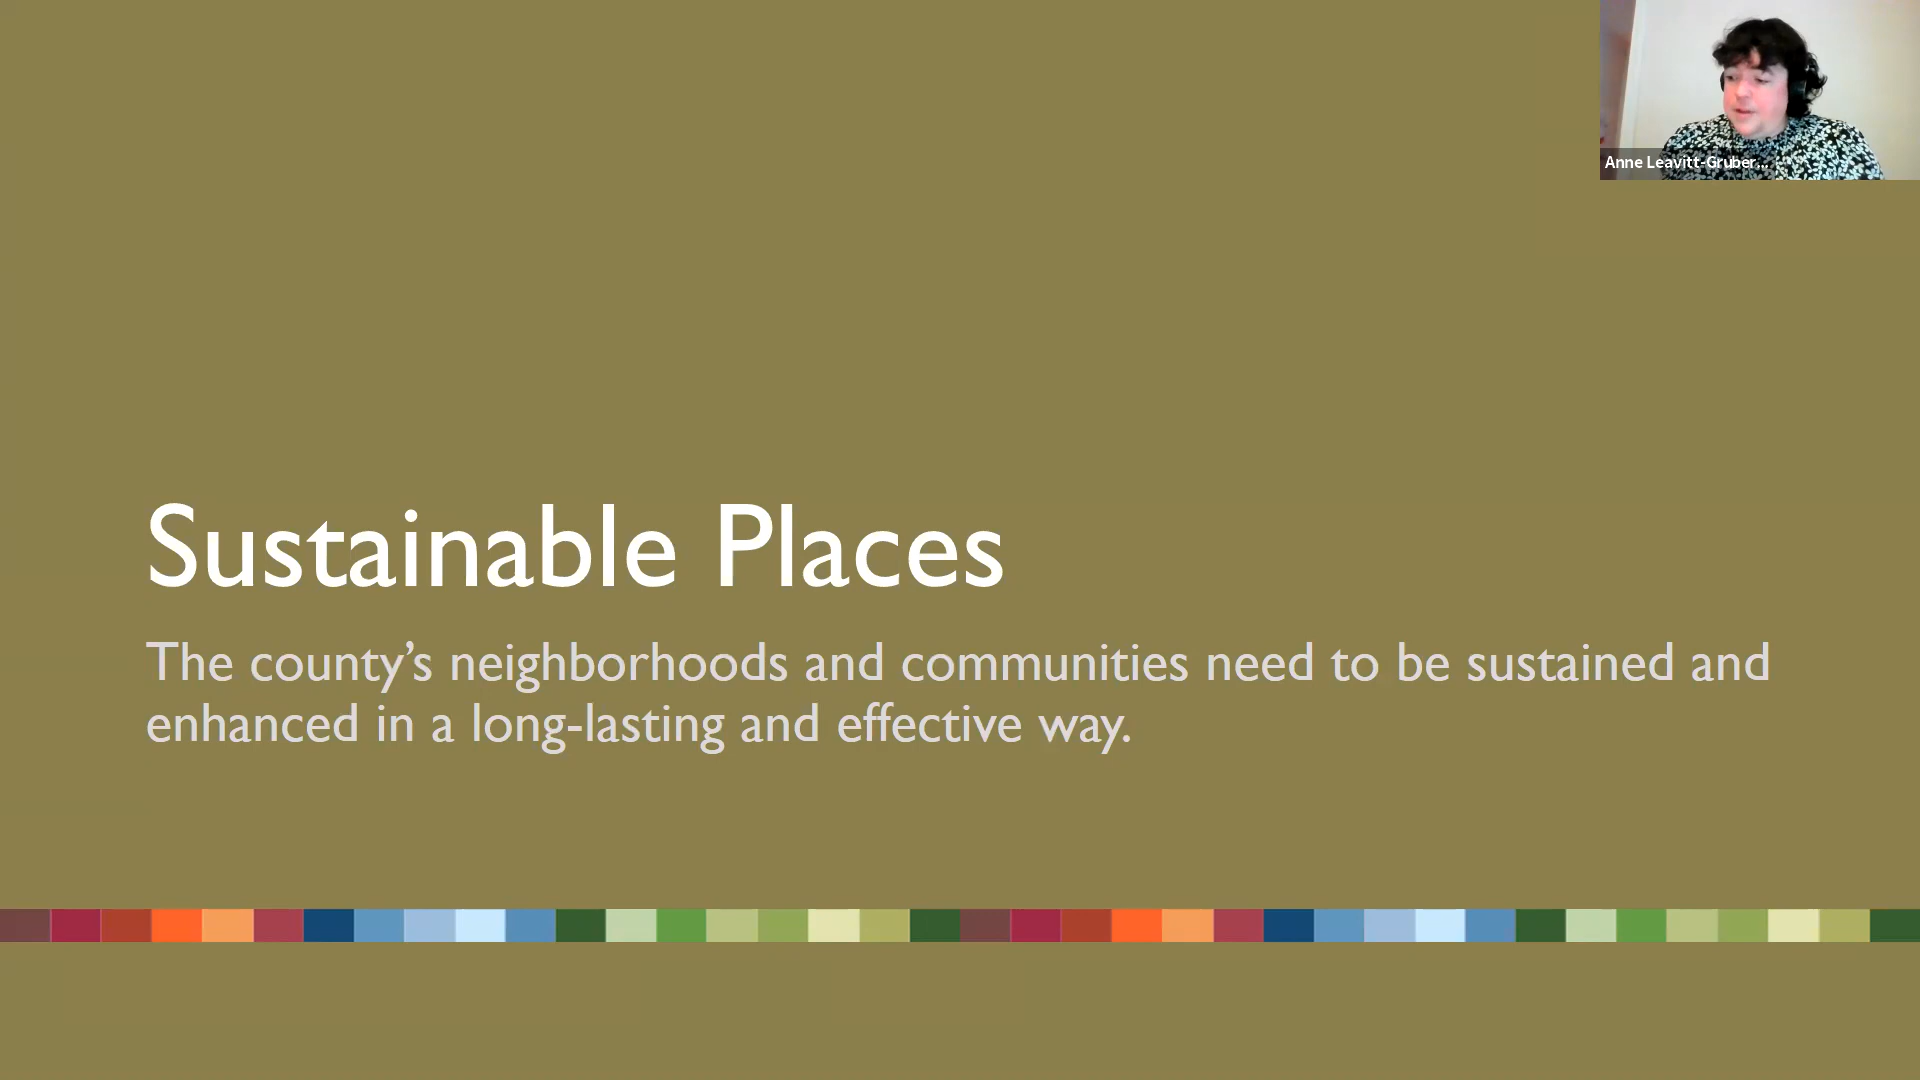 Anne Leavitt-Gruber...
Sustainable Places
The county’s neighborhoods and communities need to be sustained and
enhanced in a long-lasting and effective way.